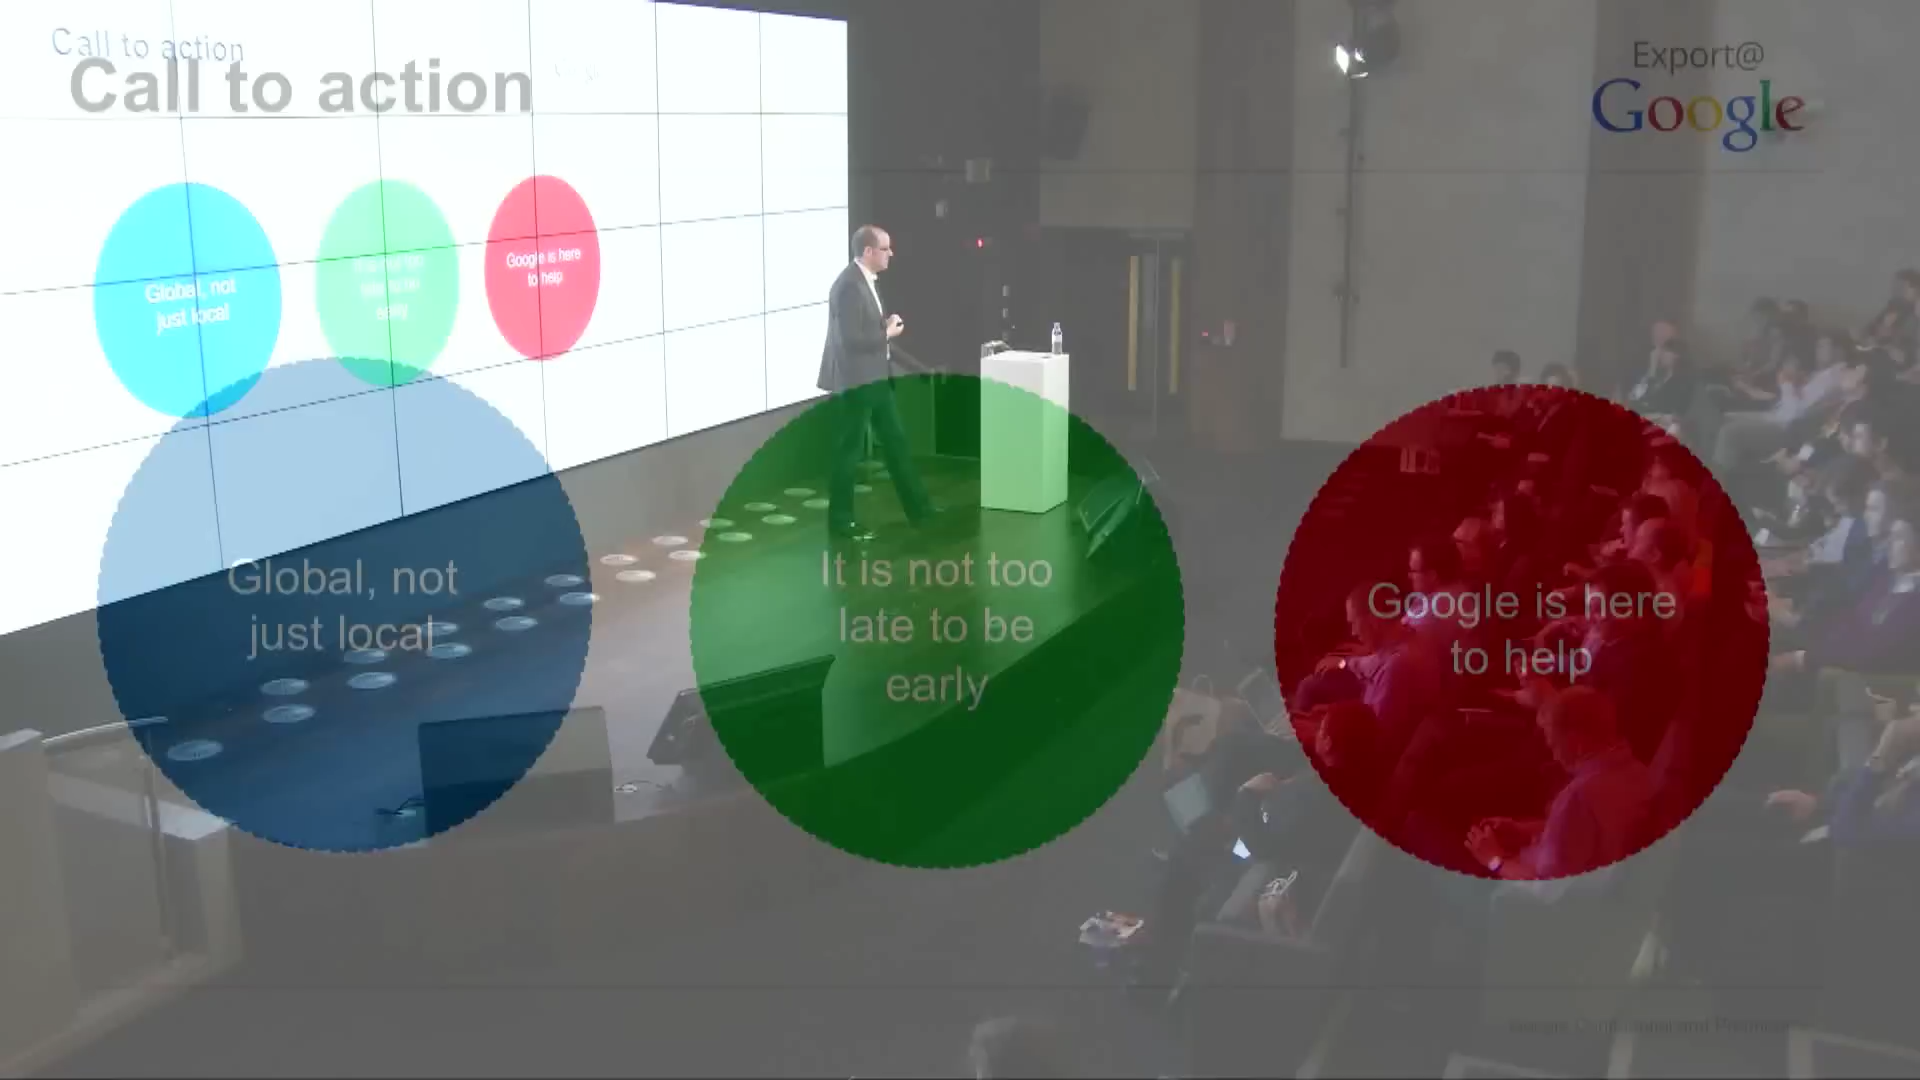 Call to action
Call to action
Export@
Google
Global, not
just local
early
Google is here
to help
Global, not
just local
It is not too
late to be
early
Google is here
to help